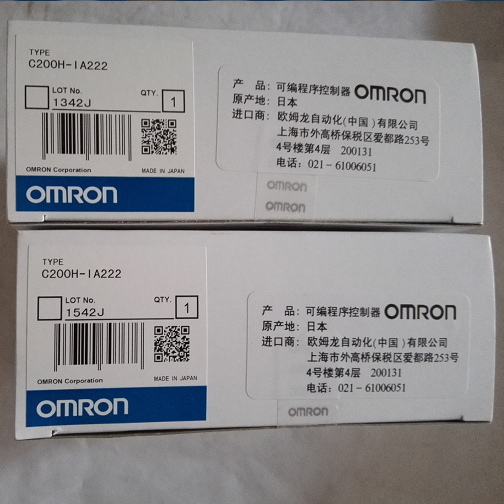 TYPE
C200H-IA222
LOT No.
QTY.
1342J
1
OMRON Corporation
MADE IN JAPAN
OMRON
产 品：可编程序控制器 OMRON
原产地：日本
进口商：欧姆龙自动化(中国)有限公司
上海市外高桥保税区爱都路253号
4号楼第4层 200131
电话：021-61006051
OMRON
OMRON
TYPE
C200H-IA222
LOT No.
QTY.
1542J
1
OMRON Corporation
MADE IN JAPAN
OMRON
产 品：可编程序控制器 OMRON
原产地：日本
进口商：欧姆龙自动化(中国)有限公司
上海市外高桥保税区爱都路253号
4号楼第4层 200131
电话：021-61006051
OMRON